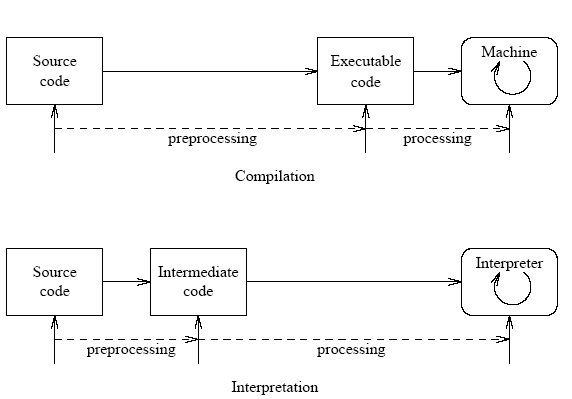 Source
code
Executable
code
Machine
preprocessing
processing
Compilation
Source
code
Intermediate
code
Interpreter
preprocessing
processing
Interpretation